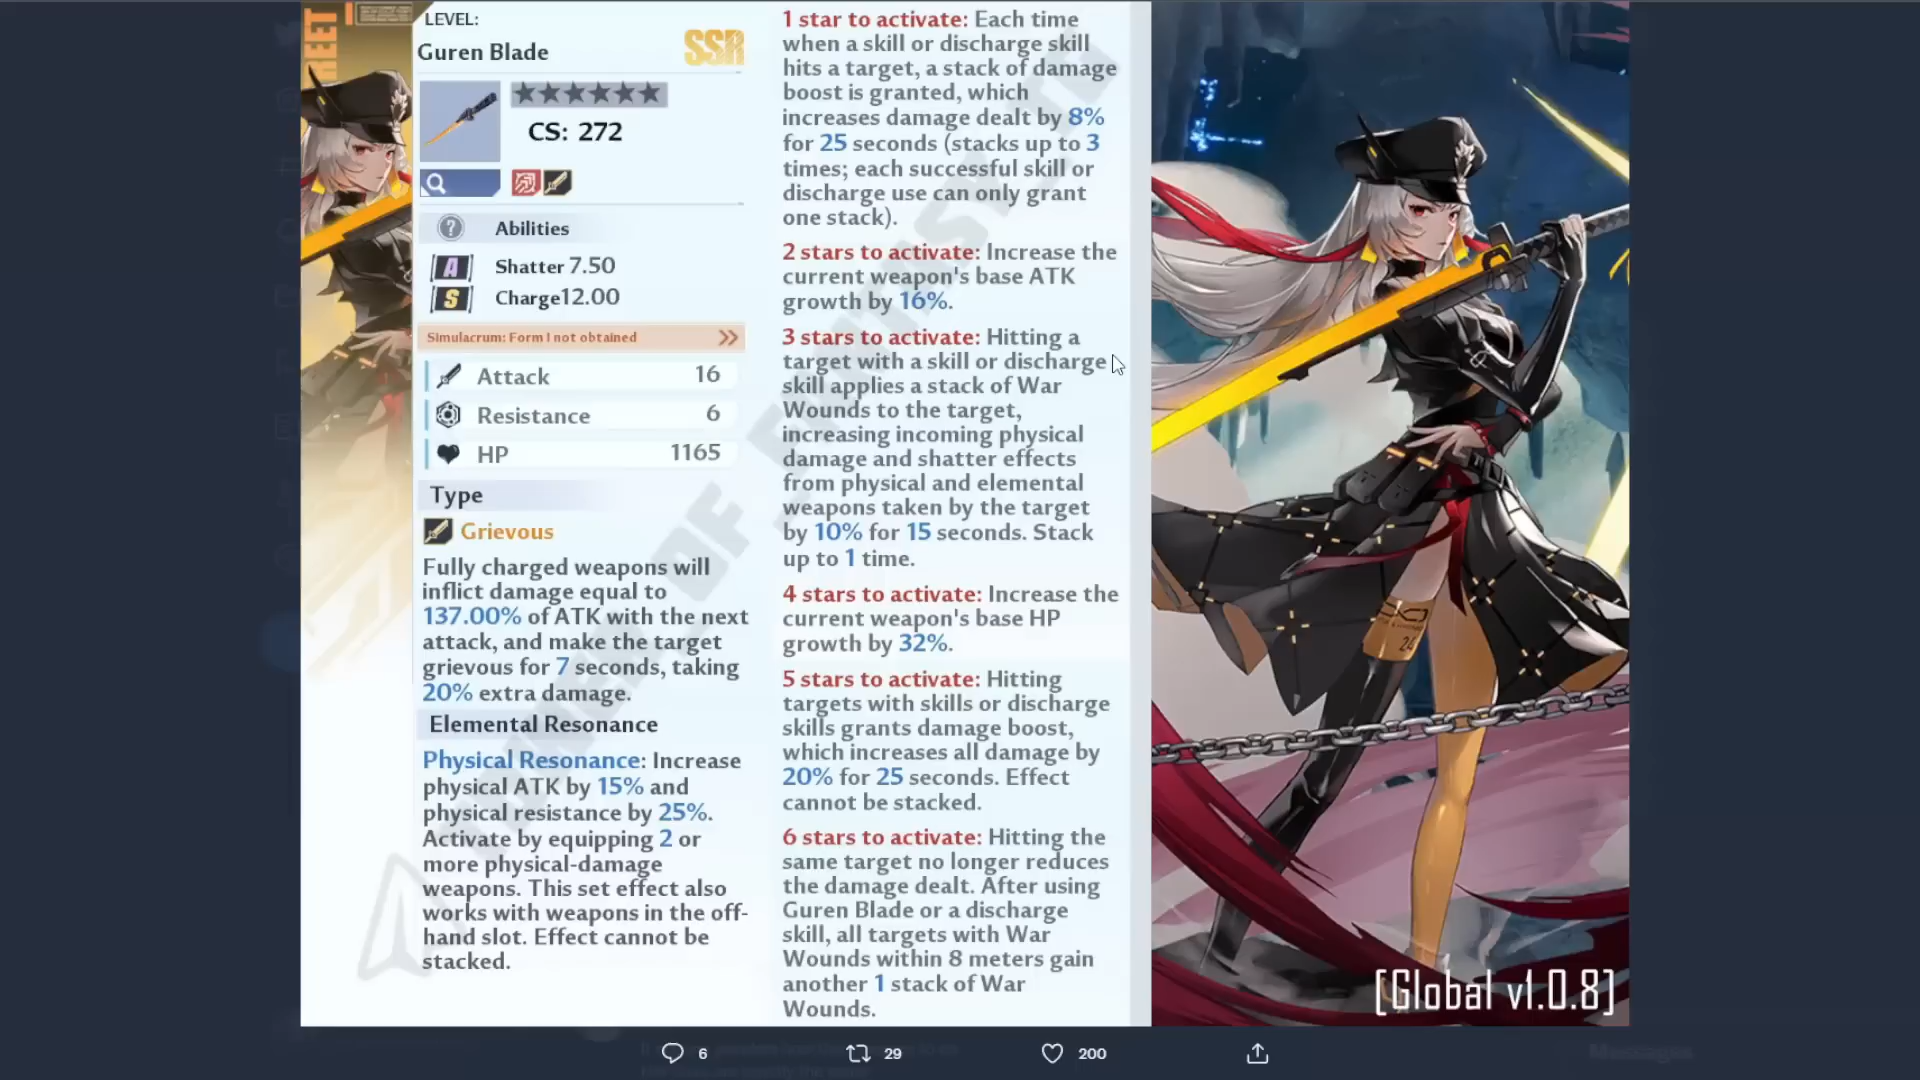 REET
LEVEL:
Guren Blade
SSR
CS: 272
Abilities
A Shatter 7.50
S Charge12.00
Simulacrum: Form I not obtained
Attack 16
Resistance 6
HP 1165
Type
Grievous
Fully charged weapons will
inflict damage equal to
137.00% of ATK with the next
attack, and make the target
grievous for 7 seconds, taking
20% extra damage.
Elemental Resonance
Physical Resonance: Increase
physical ATK by 15% and
physical resistance by 25%.
Activate by equipping 2 or
more physical-damage
weapons. This set effect also
works with weapons in the off-
hand slot. Effect cannot be
stacked.
1 star to activate: Each time
when a skill or discharge skill
hits a target, a stack of damage
boost is granted, which
increases damage dealt by 8%
for 25 seconds (stacks up to 3
times; each successful skill or
discharge use can only grant
one stack).
2 stars to activate: Increase the
current weapon's base ATK
growth by 16%.
3 stars to activate: Hitting a
target with a skill or discharge
skill applies a stack of War
Wounds to the target,
increasing incoming physical
damage and shatter effects
from physical and elemental
weapons taken by the target
by 10% for 15 seconds. Stack
up to 1 time.
4 stars to activate: Increase the
current weapon's base HP
growth by 32%.
5 stars to activate: Hitting
targets with skills or discharge
skills grants damage boost,
which increases all damage by
20% for 25 seconds. Effect
cannot be stacked.
6 stars to activate: Hitting the
same target no longer reduces
the damage dealt. After using
Guren Blade or a discharge
skill, all targets with War
Wounds within 8 meters gain
another 1 stack of War
Wounds.
24
[Global v1.0.8]
6 29 200
Messages